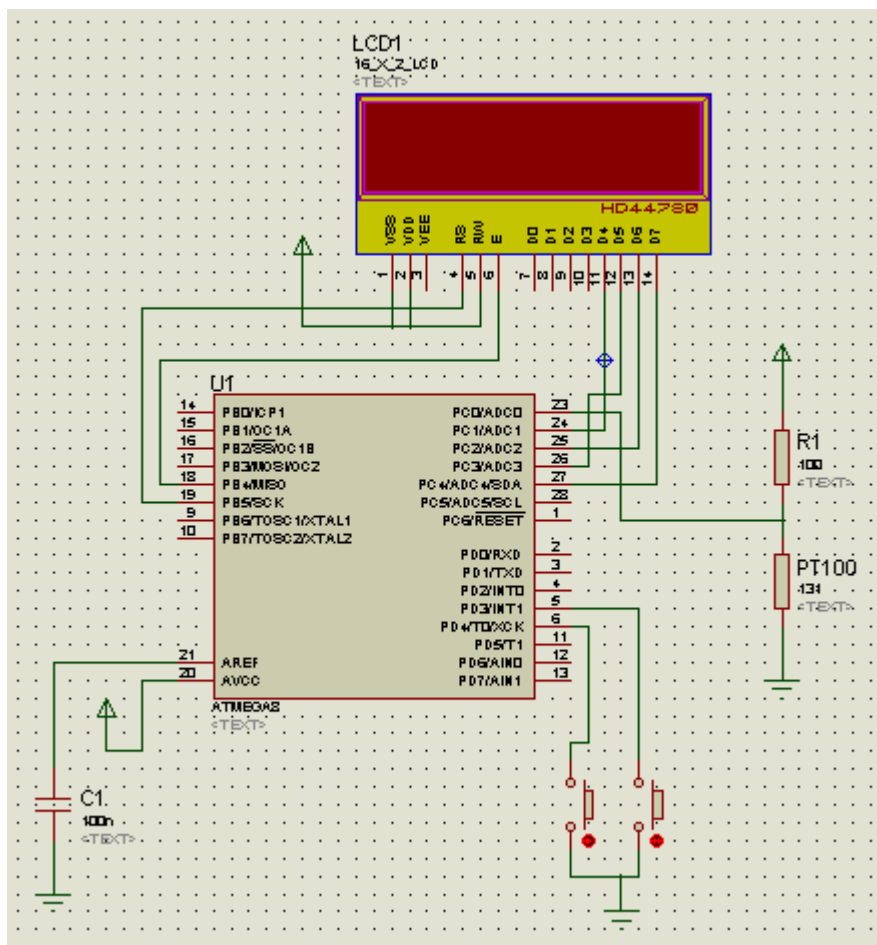 LCD1
16_X_2_LCD
<TEXT>
HD44780
VSS VDD VEE RS RW E D0 D1 D2 D3 D4 D5 D6 D7
1 2 3 4 5 6 7 8 9 10 11 12 13 14
U1
14 PB0/ICP1
15 PB1/OC1A
16 PB2/SS/OC1B
17 PB3/MOSI/OC2
18 PB4/MISO
19 PB5/SCK
9 PB6/TOSC1/XTAL1
10 PB7/TOSC2/XTAL2
21 AREF
20 AVCC
PC0/ADC0 23
PC1/ADC1 24
PC2/ADC2 25
PC3/ADC3 26
PC4/ADC4/SDA 27
PC5/ADC5/SCL 28
PC6/RESET 1
PD0/RXD 2
PD1/TXD 3
PD2/INT0 4
PD3/INT1 5
PD4/T0/XCK 6
PD5/T1 11
PD6/AIN0 12
PD7/AIN1 13
ATMEGA8
<TEXT>
R1
100
<TEXT>
PT100
131
<TEXT>
C1
100n
<TEXT>